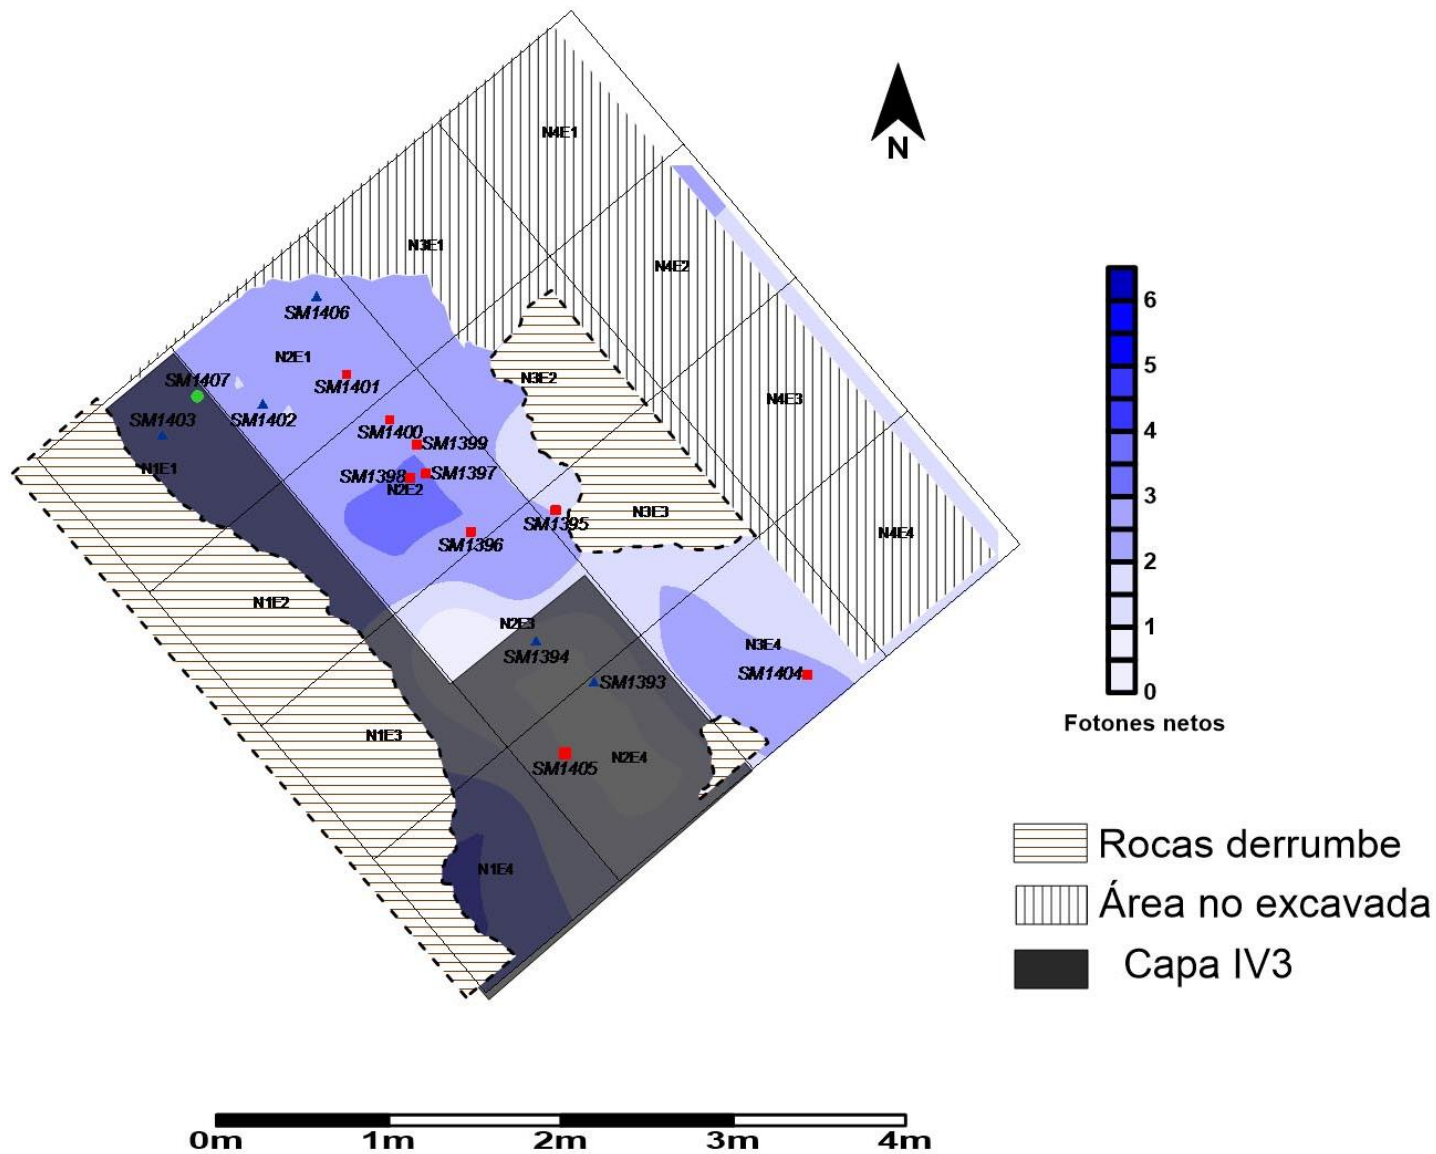 N4E1
N
N3E1
N4E2
SM1406
N2E1
SM1407
SM1401
N3E2
N4E3
SM1403
SM1402
SM1400
SM1399
N1E1
SM1398
SM1397
N2E2
N3E3
SM1395
N4E4
SM1396
N1E2
N2E3
SM1394
N3E4
SM1404
SM1393
N1E3
N2E4
SM1405
N1E4
6
5
4
3
2
1
0
Fotones netos
Rocas derrumbe
Área no excavada
Capa IV3
0m 1m 2m 3m 4m